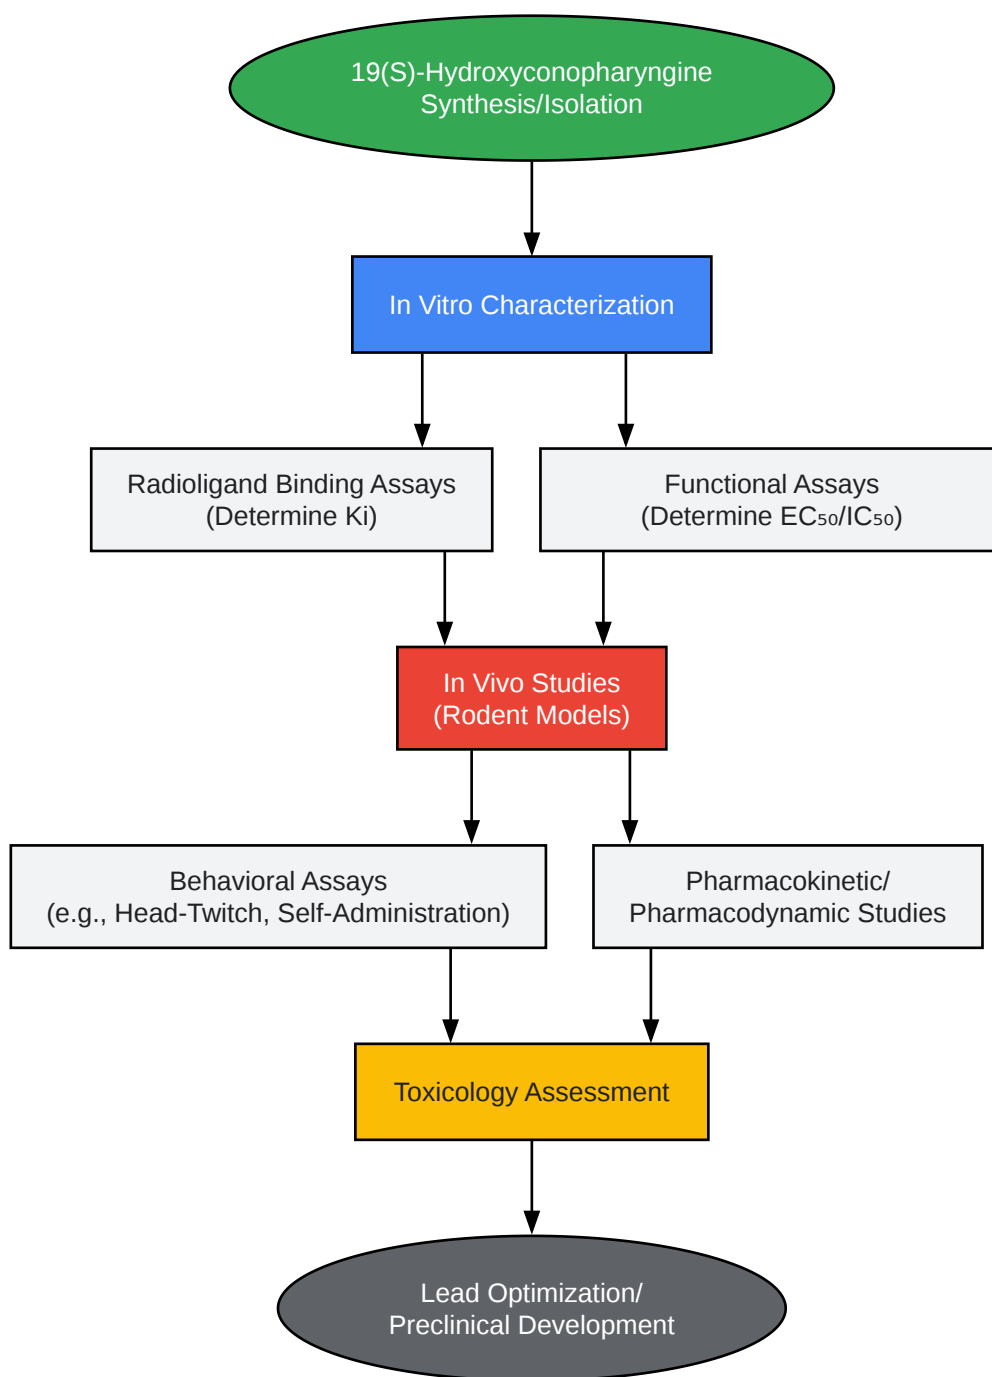 19(S)-Hydroxyconopharyngine
Synthesis/Isolation
In Vitro Characterization
Radioligand Binding Assays
(Determine Ki)
Functional Assays
(Determine EC₅₀/IC₅₀)
In Vivo Studies
(Rodent Models)
Behavioral Assays
(e.g., Head-Twitch, Self-Administration)
Pharmacokinetic/
Pharmacodynamic Studies
Toxicology Assessment
Lead Optimization/
Preclinical Development